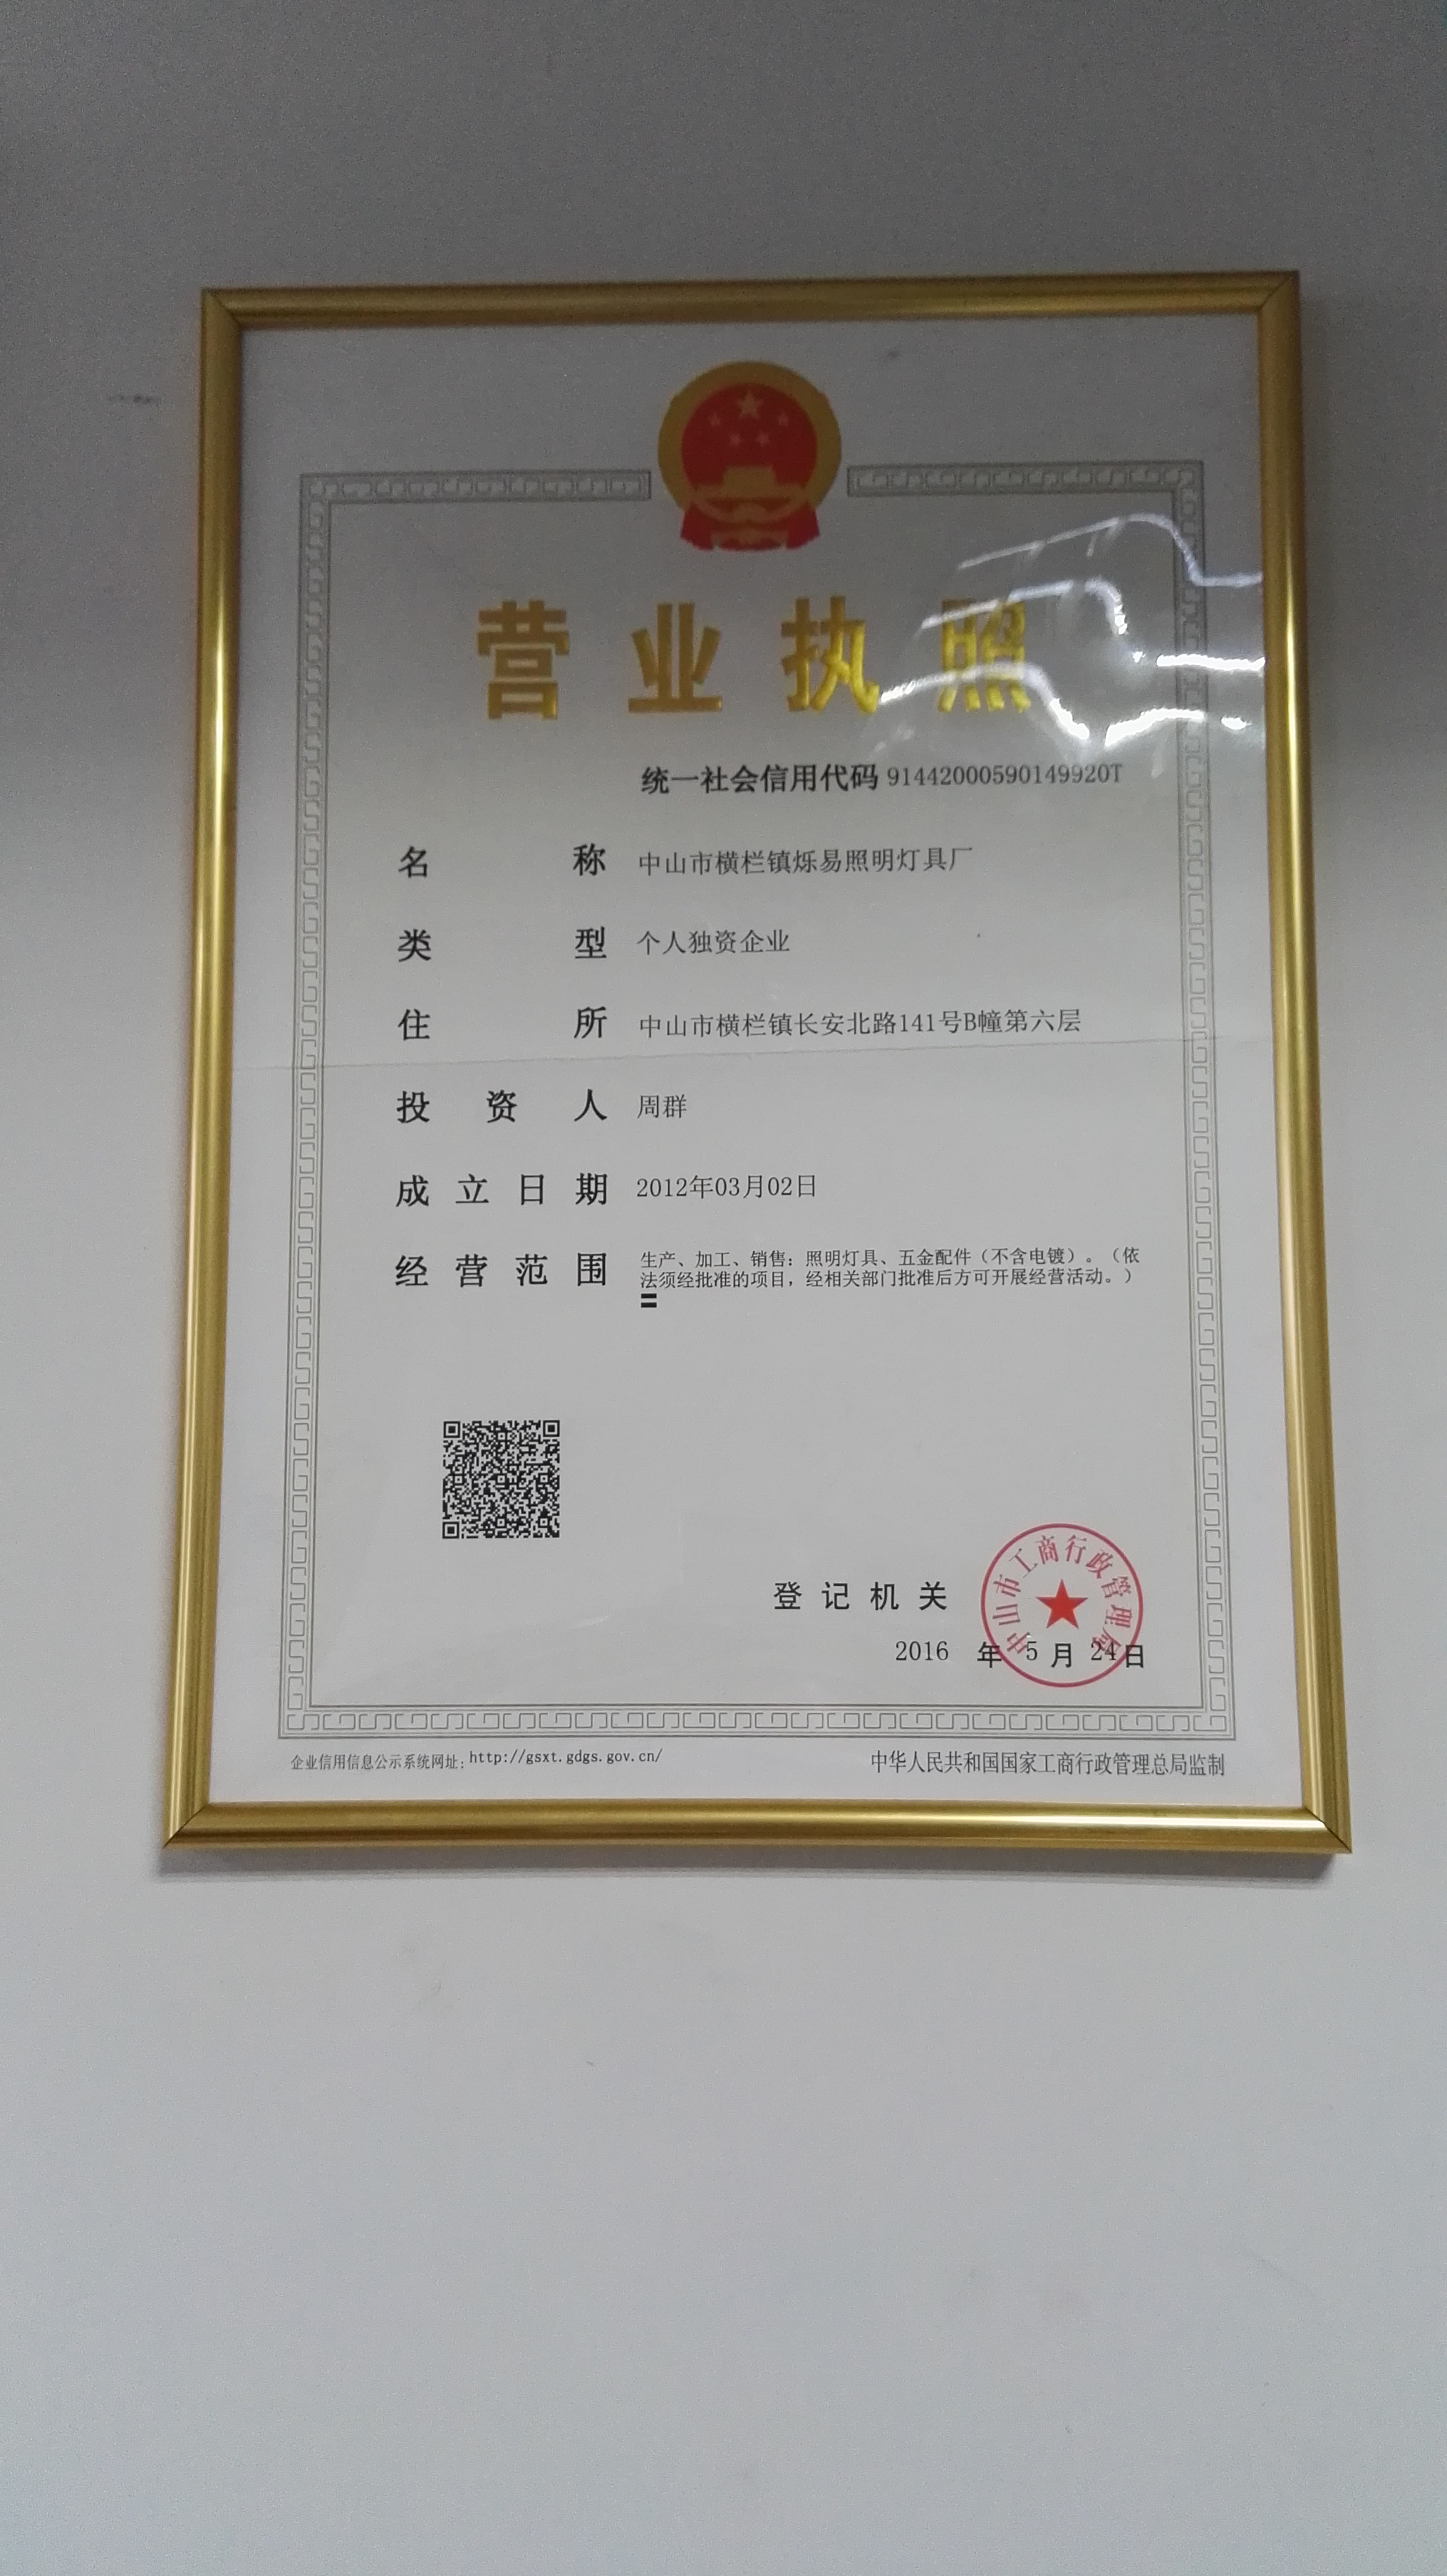 营业执照
统一社会信用代码 91442000590149920T
名称 中山市横栏镇烁易照明灯具厂
类型 个人独资企业
住所 中山市横栏镇长安北路141号B幢第六层
投资人 周群
成立日期 2012年03月02日
经营范围 生产、加工、销售：照明灯具、五金配件（不含电镀）。（依
法须经批准的项目，经相关部门批准后方可开展经营活动。）
〓
登记机关
中山市工商行政管理局
2016 年 5 月 24 日
企业信用信息公示系统网址：http://gsxt.gdgs.gov.cn/
中华人民共和国国家工商行政管理总局监制